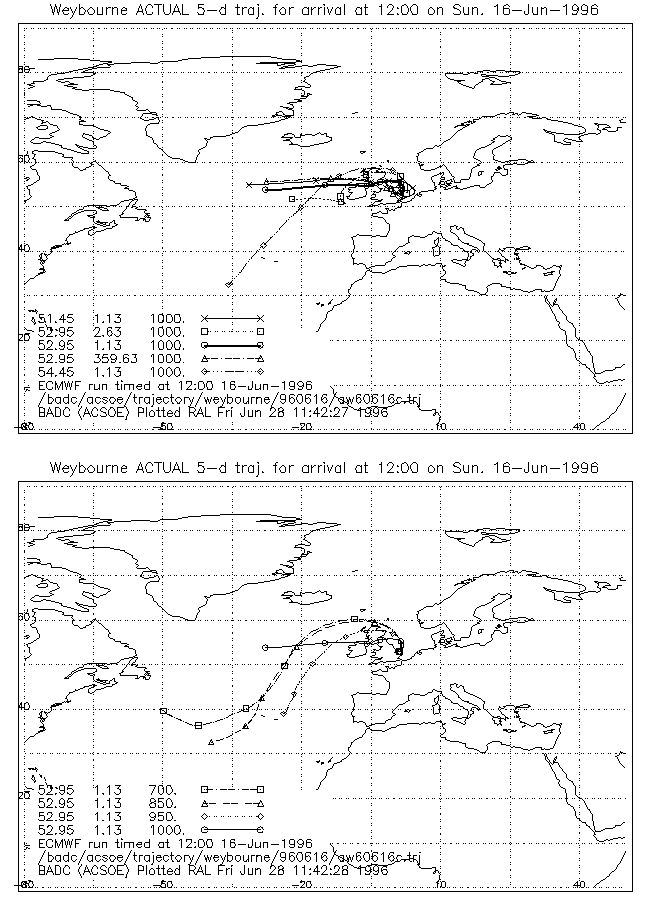 Weybourne ACTUAL 5-d traj. for arrival at 12:00 on Sun. 16-Jun-1996
80
60
40
20
51.45 1.13 1000.
52.95 2.63 1000.
52.95 1.13 1000.
52.95 359.63 1000.
54.45 1.13 1000.
ECMWF run timed at 12:00 16-Jun-1996
/badc/acsoe/trajectory/weybourne/960616/aw60616c.trj
BADC (ACSOE) Plotted RAL Fri Jun 28 11:42:27 1996
-80 -50 -20 10 40
Weybourne ACTUAL 5-d traj. for arrival at 12:00 on Sun. 16-Jun-1996
80
60
40
20
52.95 1.13 700.
52.95 1.13 850.
52.95 1.13 950.
52.95 1.13 1000.
ECMWF run timed at 12:00 16-Jun-1996
/badc/acsoe/trajectory/weybourne/960616/aw60616c.trj
BADC (ACSOE) Plotted RAL Fri Jun 28 11:42:28 1996
-80 -50 -20 10 40